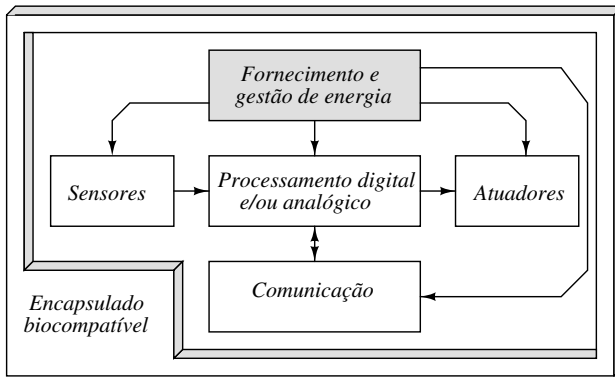 Fornecimento e
gestão de energia
Sensores
Processamento digital
e/ou analógico
Atuadores
Comunicação
Encapsulado
biocompatível